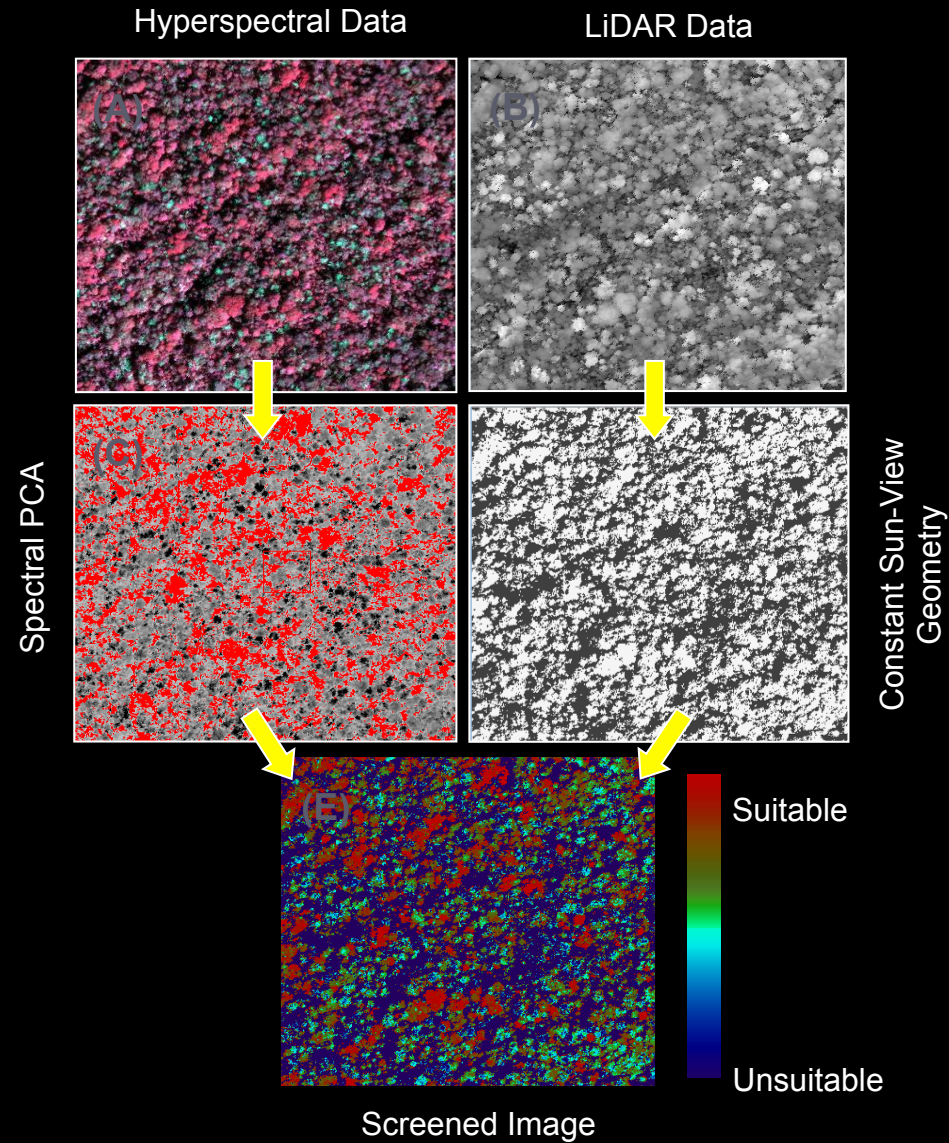 Hyperspectral Data
LiDAR Data
(A)
(B)
Spectral PCA
(C)
Constant Sun-View
Geometry
(E)
Suitable
Unsuitable
Screened Image